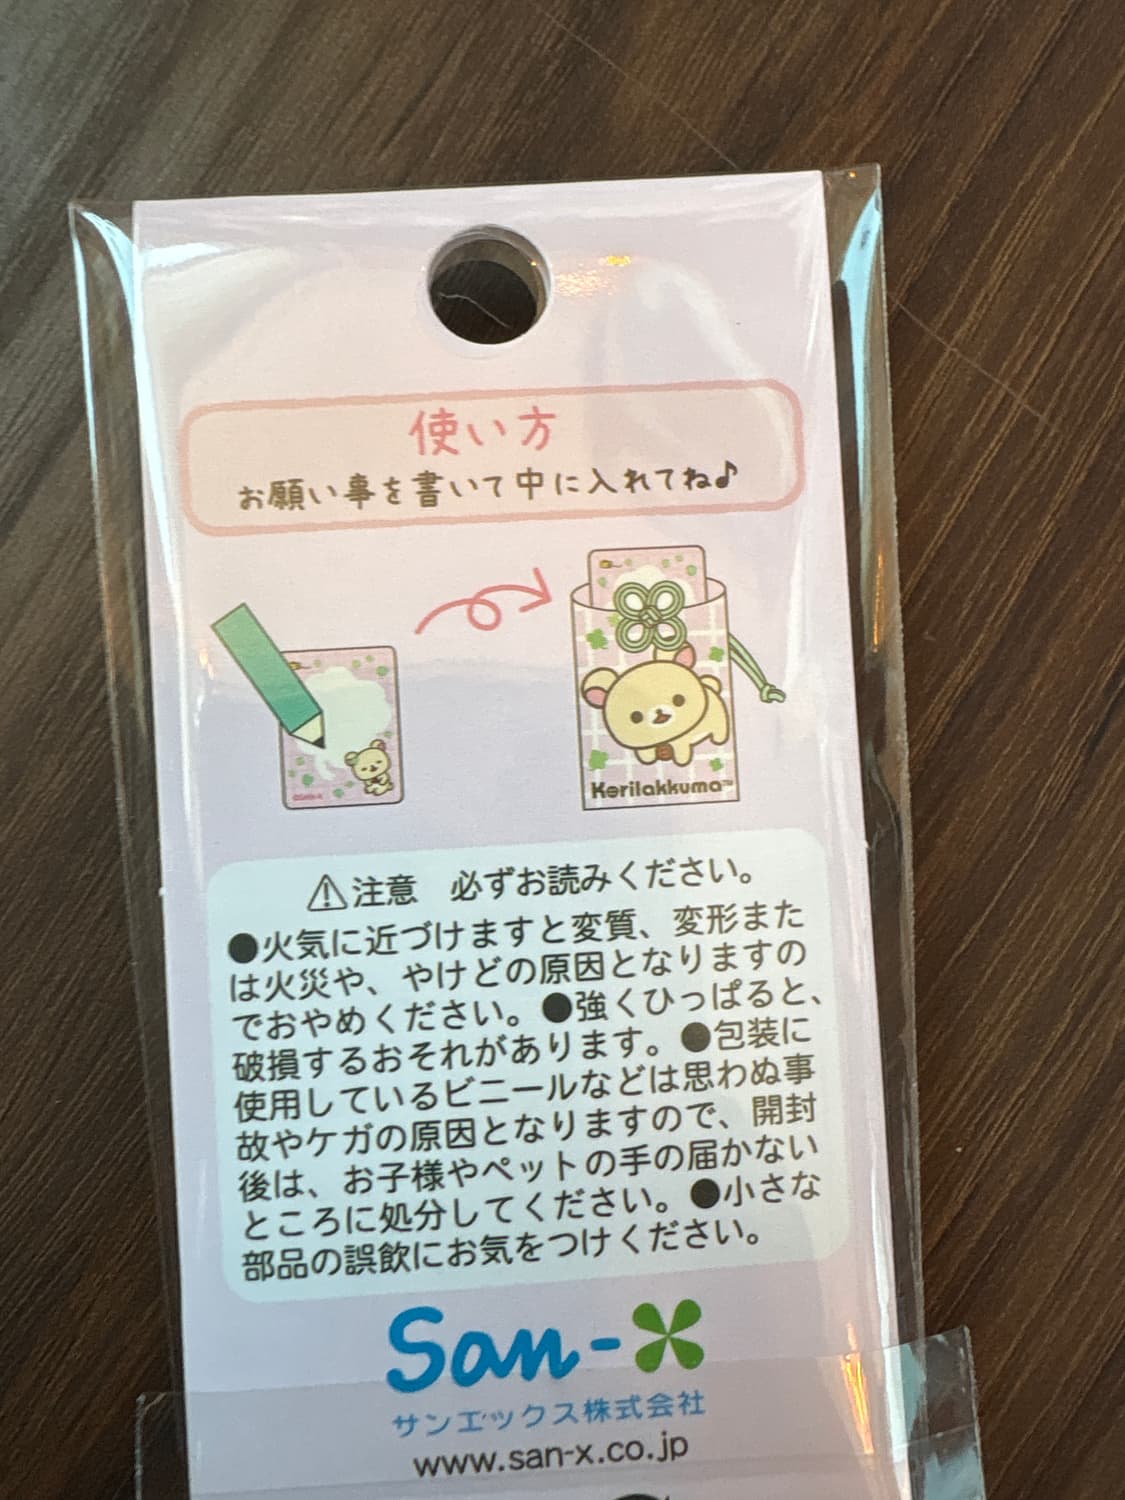 使い方
お願い事を書いて中に入れてね♪
Korilakkuma™
⚠注意　必ずお読みください。
●火気に近づけますと変質、変形また
は火災や、やけどの原因となりますの
でおやめください。●強くひっぱると、
破損するおそれがあります。●包装に
使用しているビニールなどは思わぬ事
故やケガの原因となりますので、開封
後は、お子様やペットの手の届かない
ところに処分してください。●小さな
部品の誤飲にお気をつけください。
San-X
サンエックス株式会社
www.san-x.co.jp